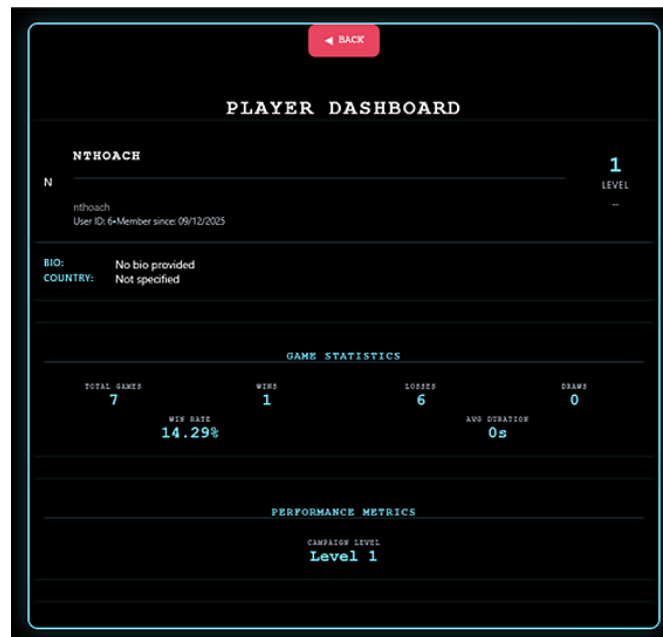 ◀ BACK
PLAYER DASHBOARD
NTHOACH
1
N
LEVEL
--
nthoach
User ID: 6•Member since: 09/12/2025
BIO: No bio provided
COUNTRY: Not specified
GAME STATISTICS
TOTAL GAMES WINS LOSSES DRAWS
7 1 6 0
WIN RATE AVG DURATION
14.29% 0s
PERFORMANCE METRICS
CAMPAIGN LEVEL
Level 1